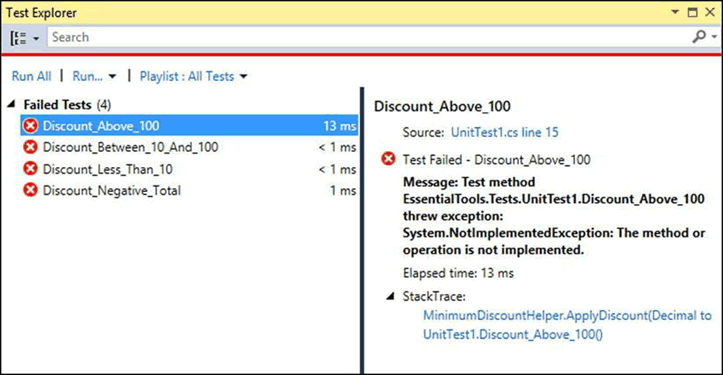 Test Explorer
Search
Run All | Run... | Playlist : All Tests
Failed Tests (4)
Discount_Above_100 13 ms
Discount_Between_10_And_100 < 1 ms
Discount_Less_Than_10 < 1 ms
Discount_Negative_Total 1 ms
Discount_Above_100
Source: UnitTest1.cs line 15
Test Failed - Discount_Above_100
Message: Test method
EssentialTools.Tests.UnitTest1.Discount_Above_100
threw exception:
System.NotImplementedException: The method or
operation is not implemented.
Elapsed time: 13 ms
StackTrace:
MinimumDiscountHelper.ApplyDiscount(Decimal to
UnitTest1.Discount_Above_100()